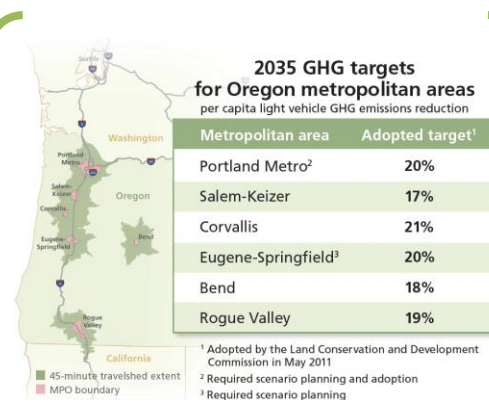 2035 GHG targets
for Oregon metropolitan areas
per capita light vehicle GHG emissions reduction
Metropolitan area Adopted target¹
Portland Metro² 20%
Salem-Keizer 17%
Corvallis 21%
Eugene-Springfield³ 20%
Bend 18%
Rogue Valley 19%
¹ Adopted by the Land Conservation and Development
Commission in May 2011
² Required scenario planning and adoption
³ Required scenario planning
Seattle
Washington
Portland
Metro
Salem-
Keizer
Oregon
Corvallis
Eugene-
Springfield
Bend
Rogue
Valley
California
45-minute travelshed extent
MPO boundary